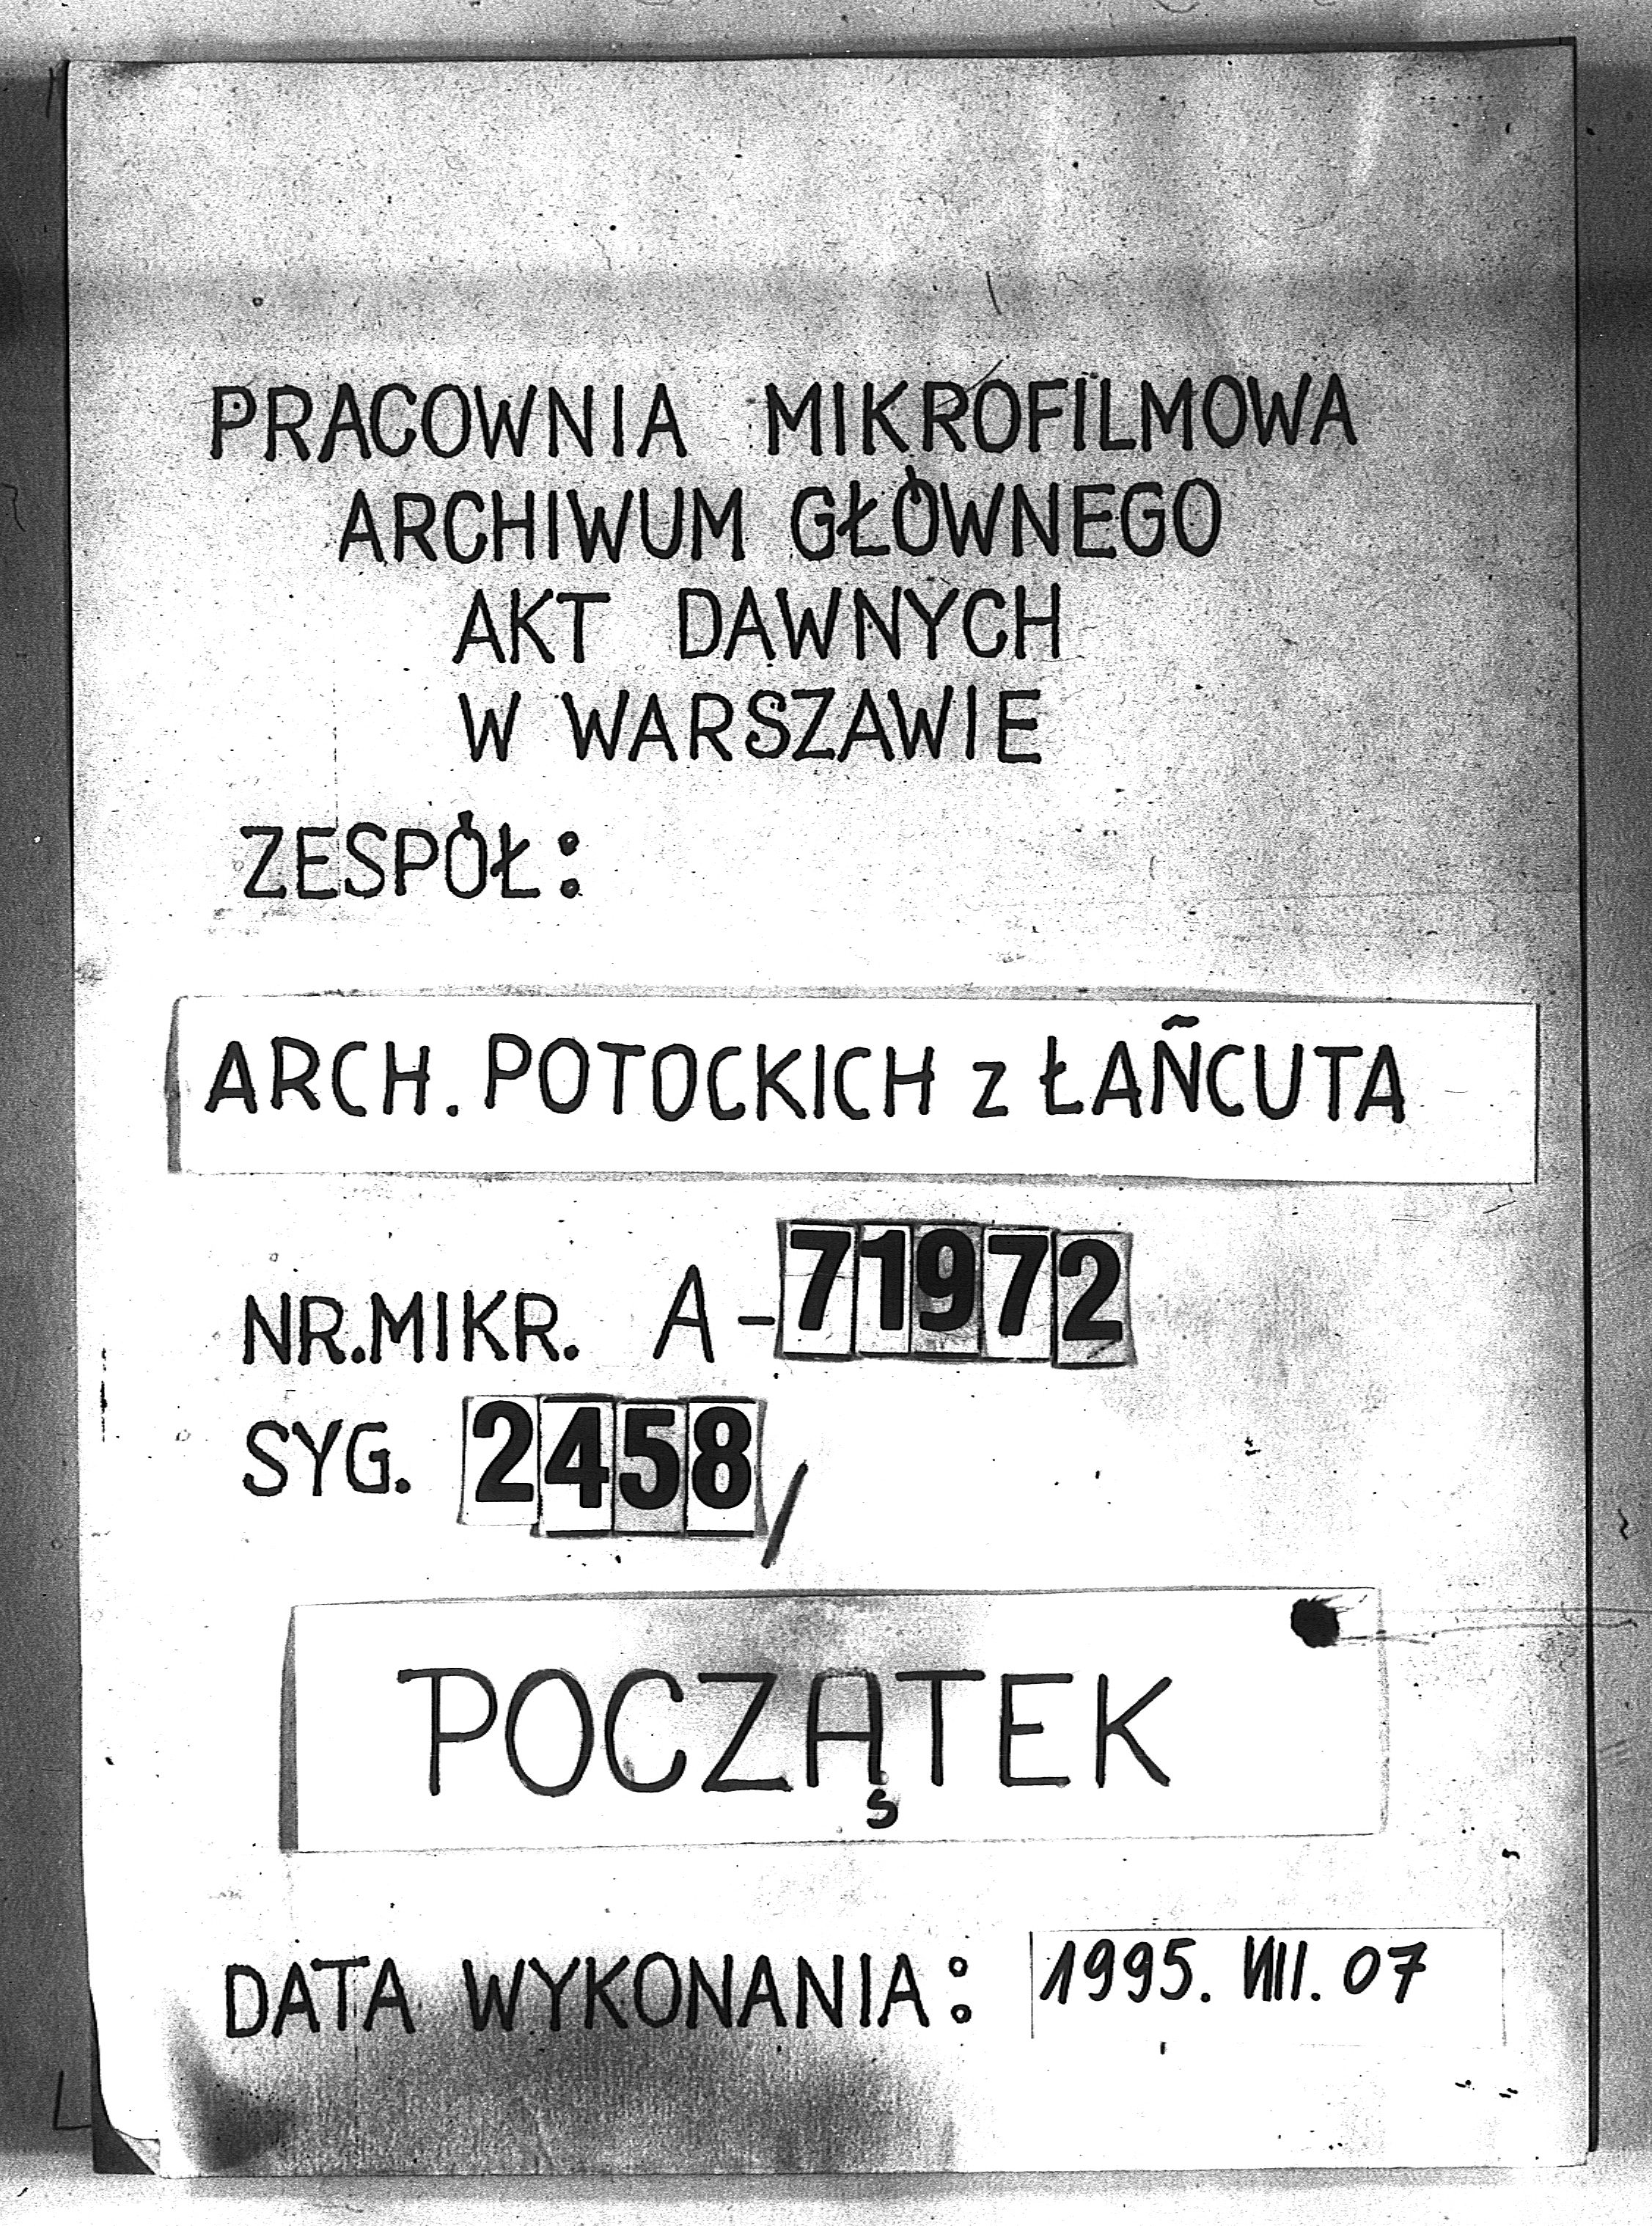 PRACOWNIA MIKROFILMOWA
ARCHIWUM GŁÓWNEGO
AKT DAWNYCH
W WARSZAWIE
ZESPÓŁ:
ARCH. POTOCKICH z ŁAŃCUTA
NR.MIKR. A-71972
SYG. 2458/
POCZĄTEK
DATA WYKONANIA: 1995. VIII. 07